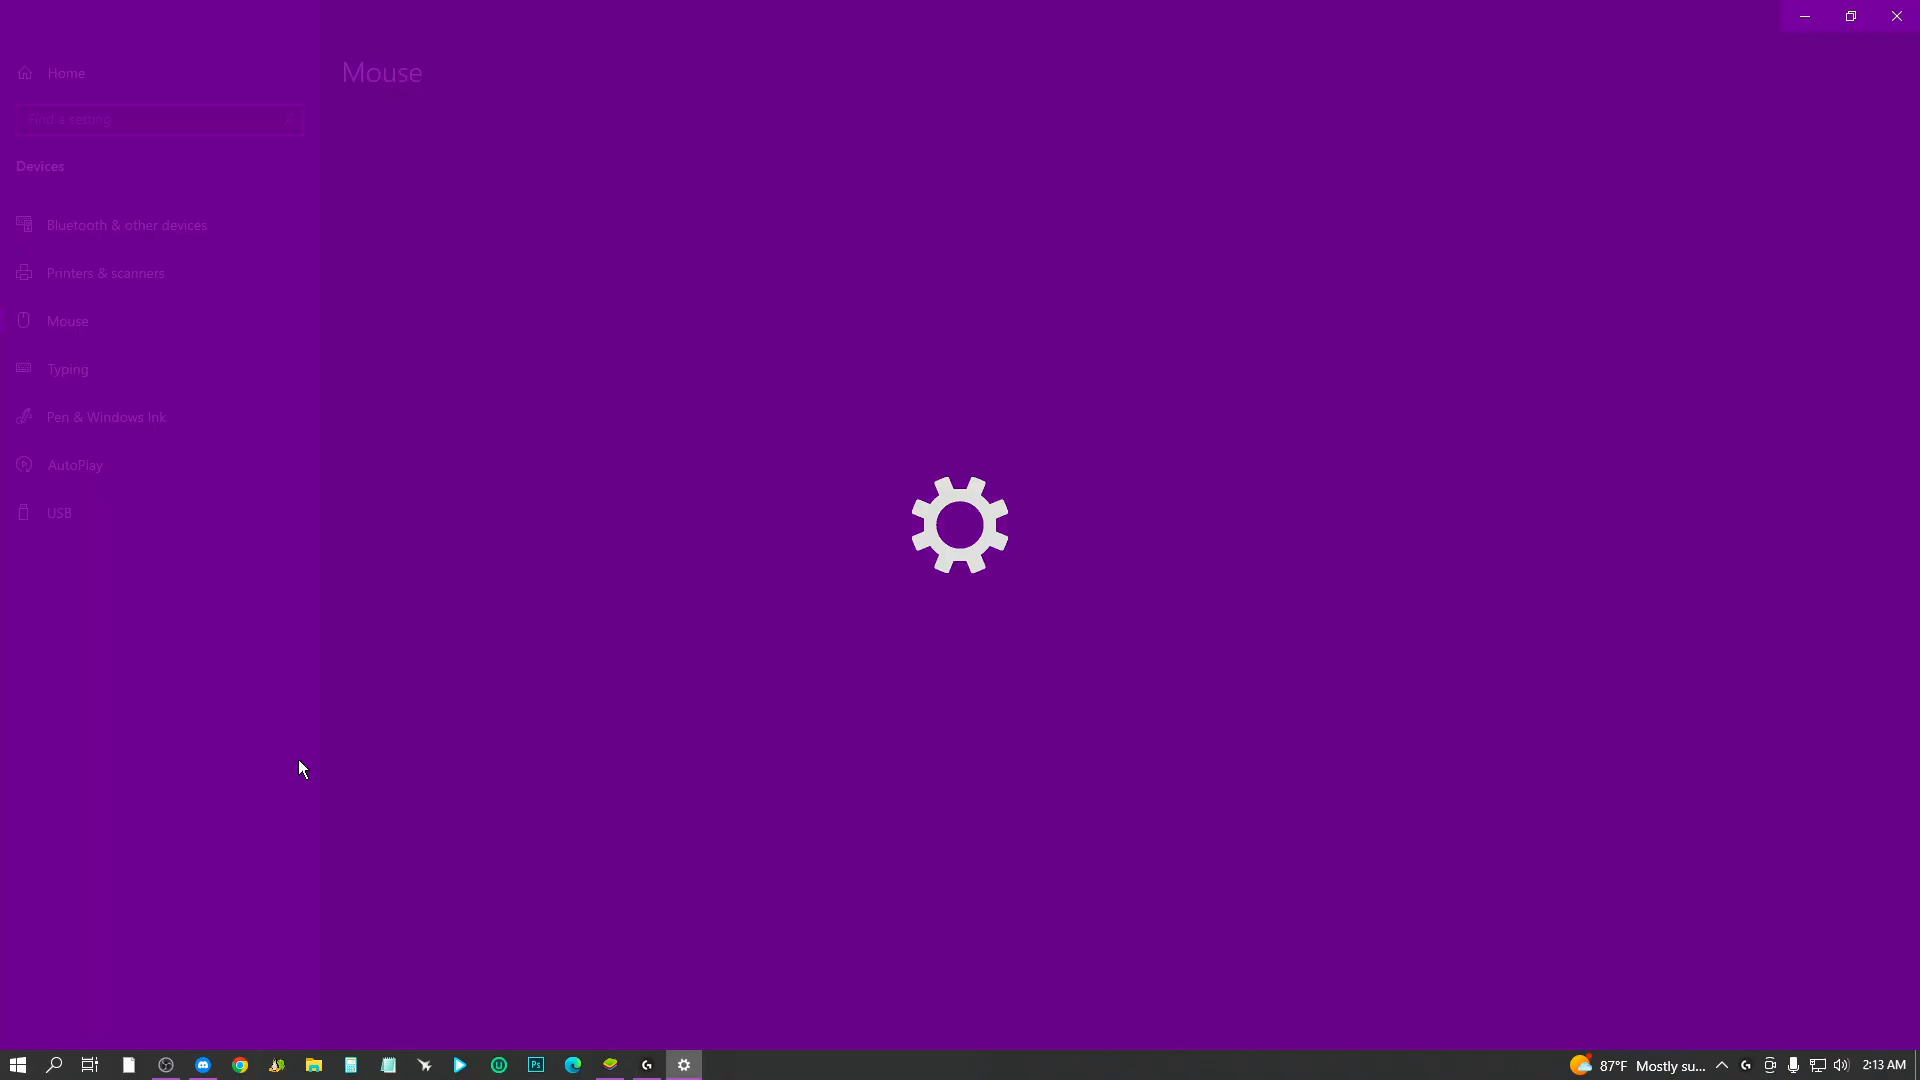 Home
Mouse
Find a setting
Devices
Bluetooth & other devices
Printers & scanners
Mouse
Typing
Pen & Windows Ink
AutoPlay
USB
Ps
87°F Mostly su...
2:13 AM